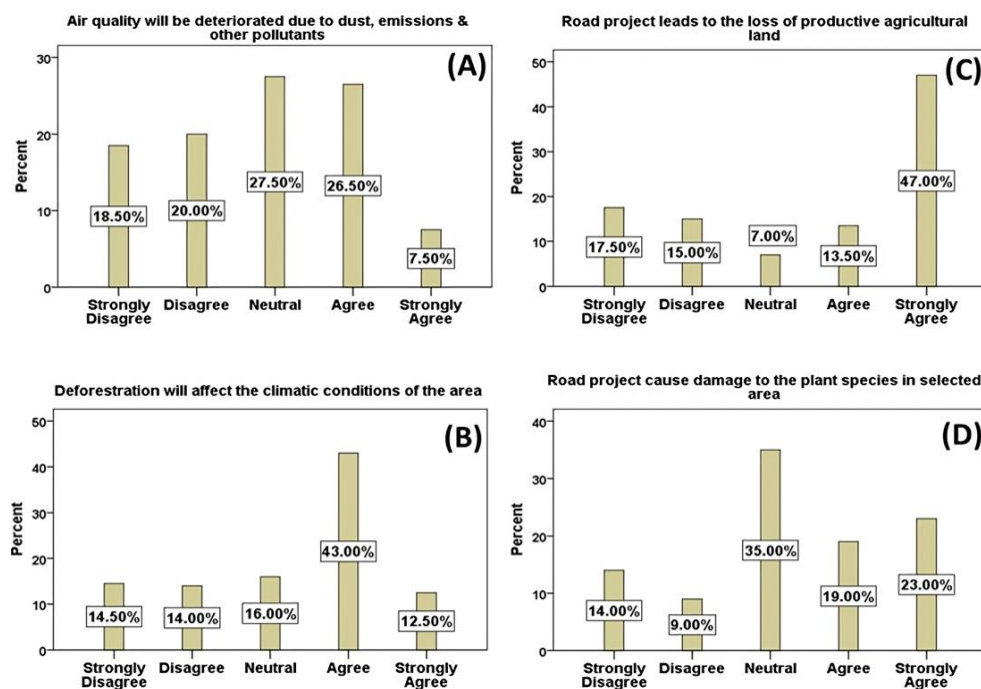 Air quality will be deteriorated due to dust, emissions &
other pollutants
(A)
Percent
30
20
10
0
18.50%
20.00%
27.50%
26.50%
7.50%
Strongly
Disagree
Disagree
Neutral
Agree
Strongly
Agree
Road project leads to the loss of productive agricultural
land
(C)
Percent
50
40
30
20
10
0
17.50%
15.00%
7.00%
13.50%
47.00%
Strongly
Disagree
Disagree
Neutral
Agree
Strongly
Agree
Deforestration will affect the climatic conditions of the area
(B)
Percent
50
40
30
20
10
0
14.50%
14.00%
16.00%
43.00%
12.50%
Strongly
Disagree
Disagree
Neutral
Agree
Strongly
Agree
Road project cause damage to the plant species in selected
area
(D)
Percent
40
30
20
10
0
14.00%
9.00%
35.00%
19.00%
23.00%
Strongly
Disagree
Disagree
Neutral
Agree
Strongly
Agree